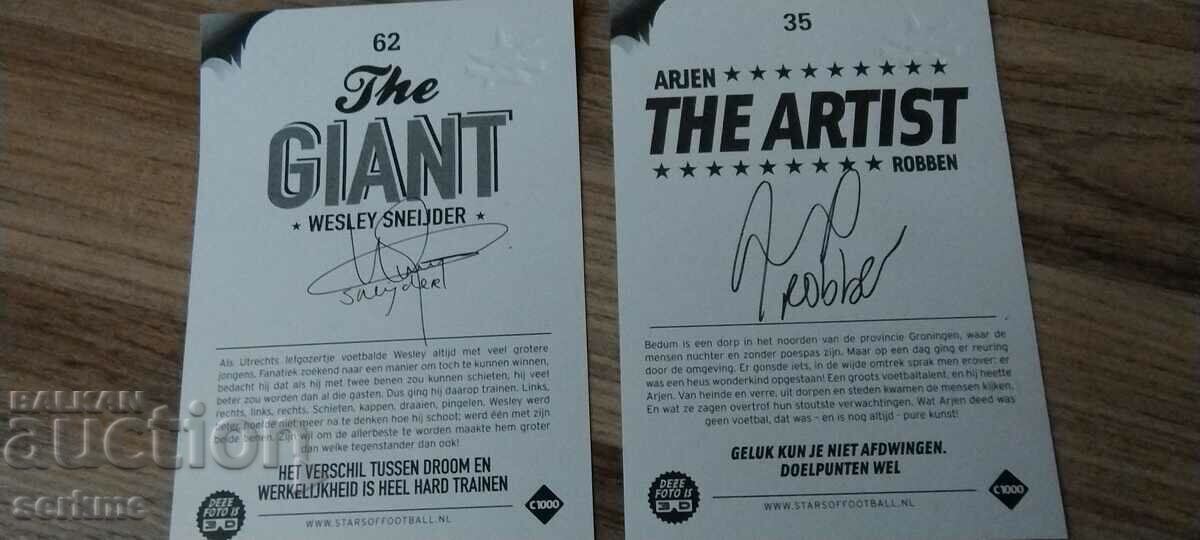 62
The
GIANT
★ WESLEY SNEIJDER ★
sneijder
Als Utrechts lefgozertje voetbalde Wesley altijd met veel grotere
jongens. Fanatiek zoekend naar een manier om toch te kunnen winnen,
bedacht hij dat als hij met twee benen zou kunnen schieten, hij veel
beter zou worden dan al die gasten. Dus ging hij daarop trainen. Links,
rechts, links, rechts. Schieten, kappen, draaien, pingelen. Wesley werd
beter, hoefde niet meer na te denken hoe hij schoot; werd één met zijn
beide benen. Zijn wil om de allerbeste te worden maakte hem groter
dan welke tegenstander dan ook!
HET VERSCHIL TUSSEN DROOM EN
WERKELIJKHEID IS HEEL HARD TRAINEN
DEZE
FOTO IS
3D
WWW.STARSOFFOOTBALL.NL
C1000
35
ARJEN ★★★★★★★★★
THE ARTIST
★★★★★★★★★ ROBBEN
robben
Bedum is een dorp in het noorden van de provincie Groningen, waar de
mensen nuchter en zonder poespas zijn. Maar op een dag ging er reuring
door de omgeving. Er gonsde iets, in de wijde omtrek sprak men erover: er
was een heus wonderkind opgestaan! Een groots voetbaltalent, en hij heette
Arjen. Van heinde en verre, uit dorpen en steden kwamen de mensen kijken.
En wat ze zagen overtrof hun stoutste verwachtingen. Wat Arjen deed was
geen voetbal, dat was - en is nog altijd - pure kunst!
GELUK KUN JE NIET AFDWINGEN.
DOELPUNTEN WEL
DEZE
FOTO IS
3D
WWW.STARSOFFOOTBALL.NL
C1000
BALKAN
auction
serkme